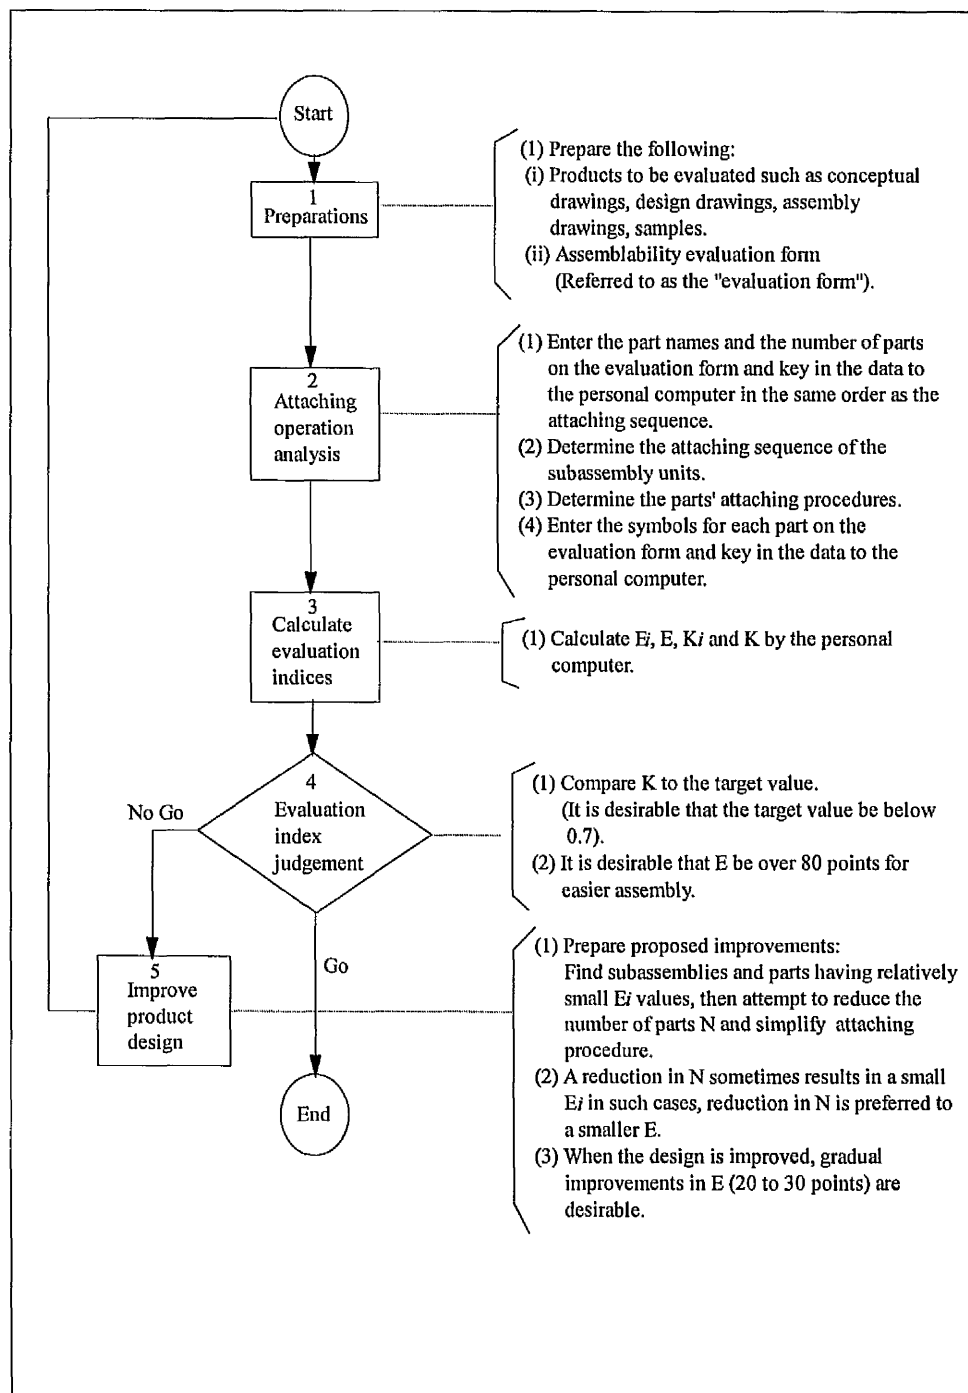 Start
1
Preparations
(1) Prepare the following:
(i) Products to be evaluated such as conceptual
drawings, design drawings, assembly
drawings, samples.
(ii) Assemblability evaluation form
(Referred to as the "evaluation form").
2
Attaching
operation
analysis
(1) Enter the part names and the number of parts
on the evaluation form and key in the data to
the personal computer in the same order as the
attaching sequence.
(2) Determine the attaching sequence of the
subassembly units.
(3) Determine the parts' attaching procedures.
(4) Enter the symbols for each part on the
evaluation form and key in the data to the
personal computer.
3
Calculate
evaluation
indices
(1) Calculate Ei, E, Ki and K by the personal
computer.
4
Evaluation
index
judgement
No Go
Go
(1) Compare K to the target value.
(It is desirable that the target value be below
0.7).
(2) It is desirable that E be over 80 points for
easier assembly.
5
Improve
product
design
(1) Prepare proposed improvements:
Find subassemblies and parts having relatively
small Ei values, then attempt to reduce the
number of parts N and simplify attaching
procedure.
(2) A reduction in N sometimes results in a small
Ei in such cases, reduction in N is preferred to
a smaller E.
(3) When the design is improved, gradual
improvements in E (20 to 30 points) are
desirable.
End